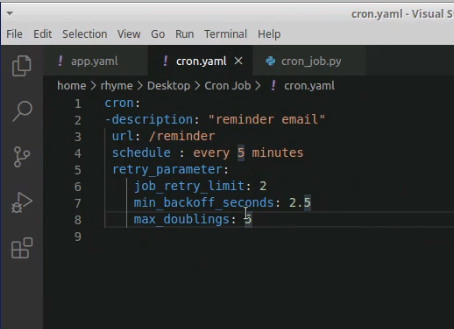 cron.yaml - Visual S
File Edit Selection View Go Run Terminal Help
! app.yaml ! cron.yaml × cron_job.py
home > rhyme > Desktop > Cron Job > ! cron.yaml
1 cron:
2 -description: "reminder email"
3 url: /reminder
4 schedule : every 5 minutes
5 retry_parameter:
6 job_retry_limit: 2
7 min_backoff_seconds: 2.5
8 max_doublings: 5
9